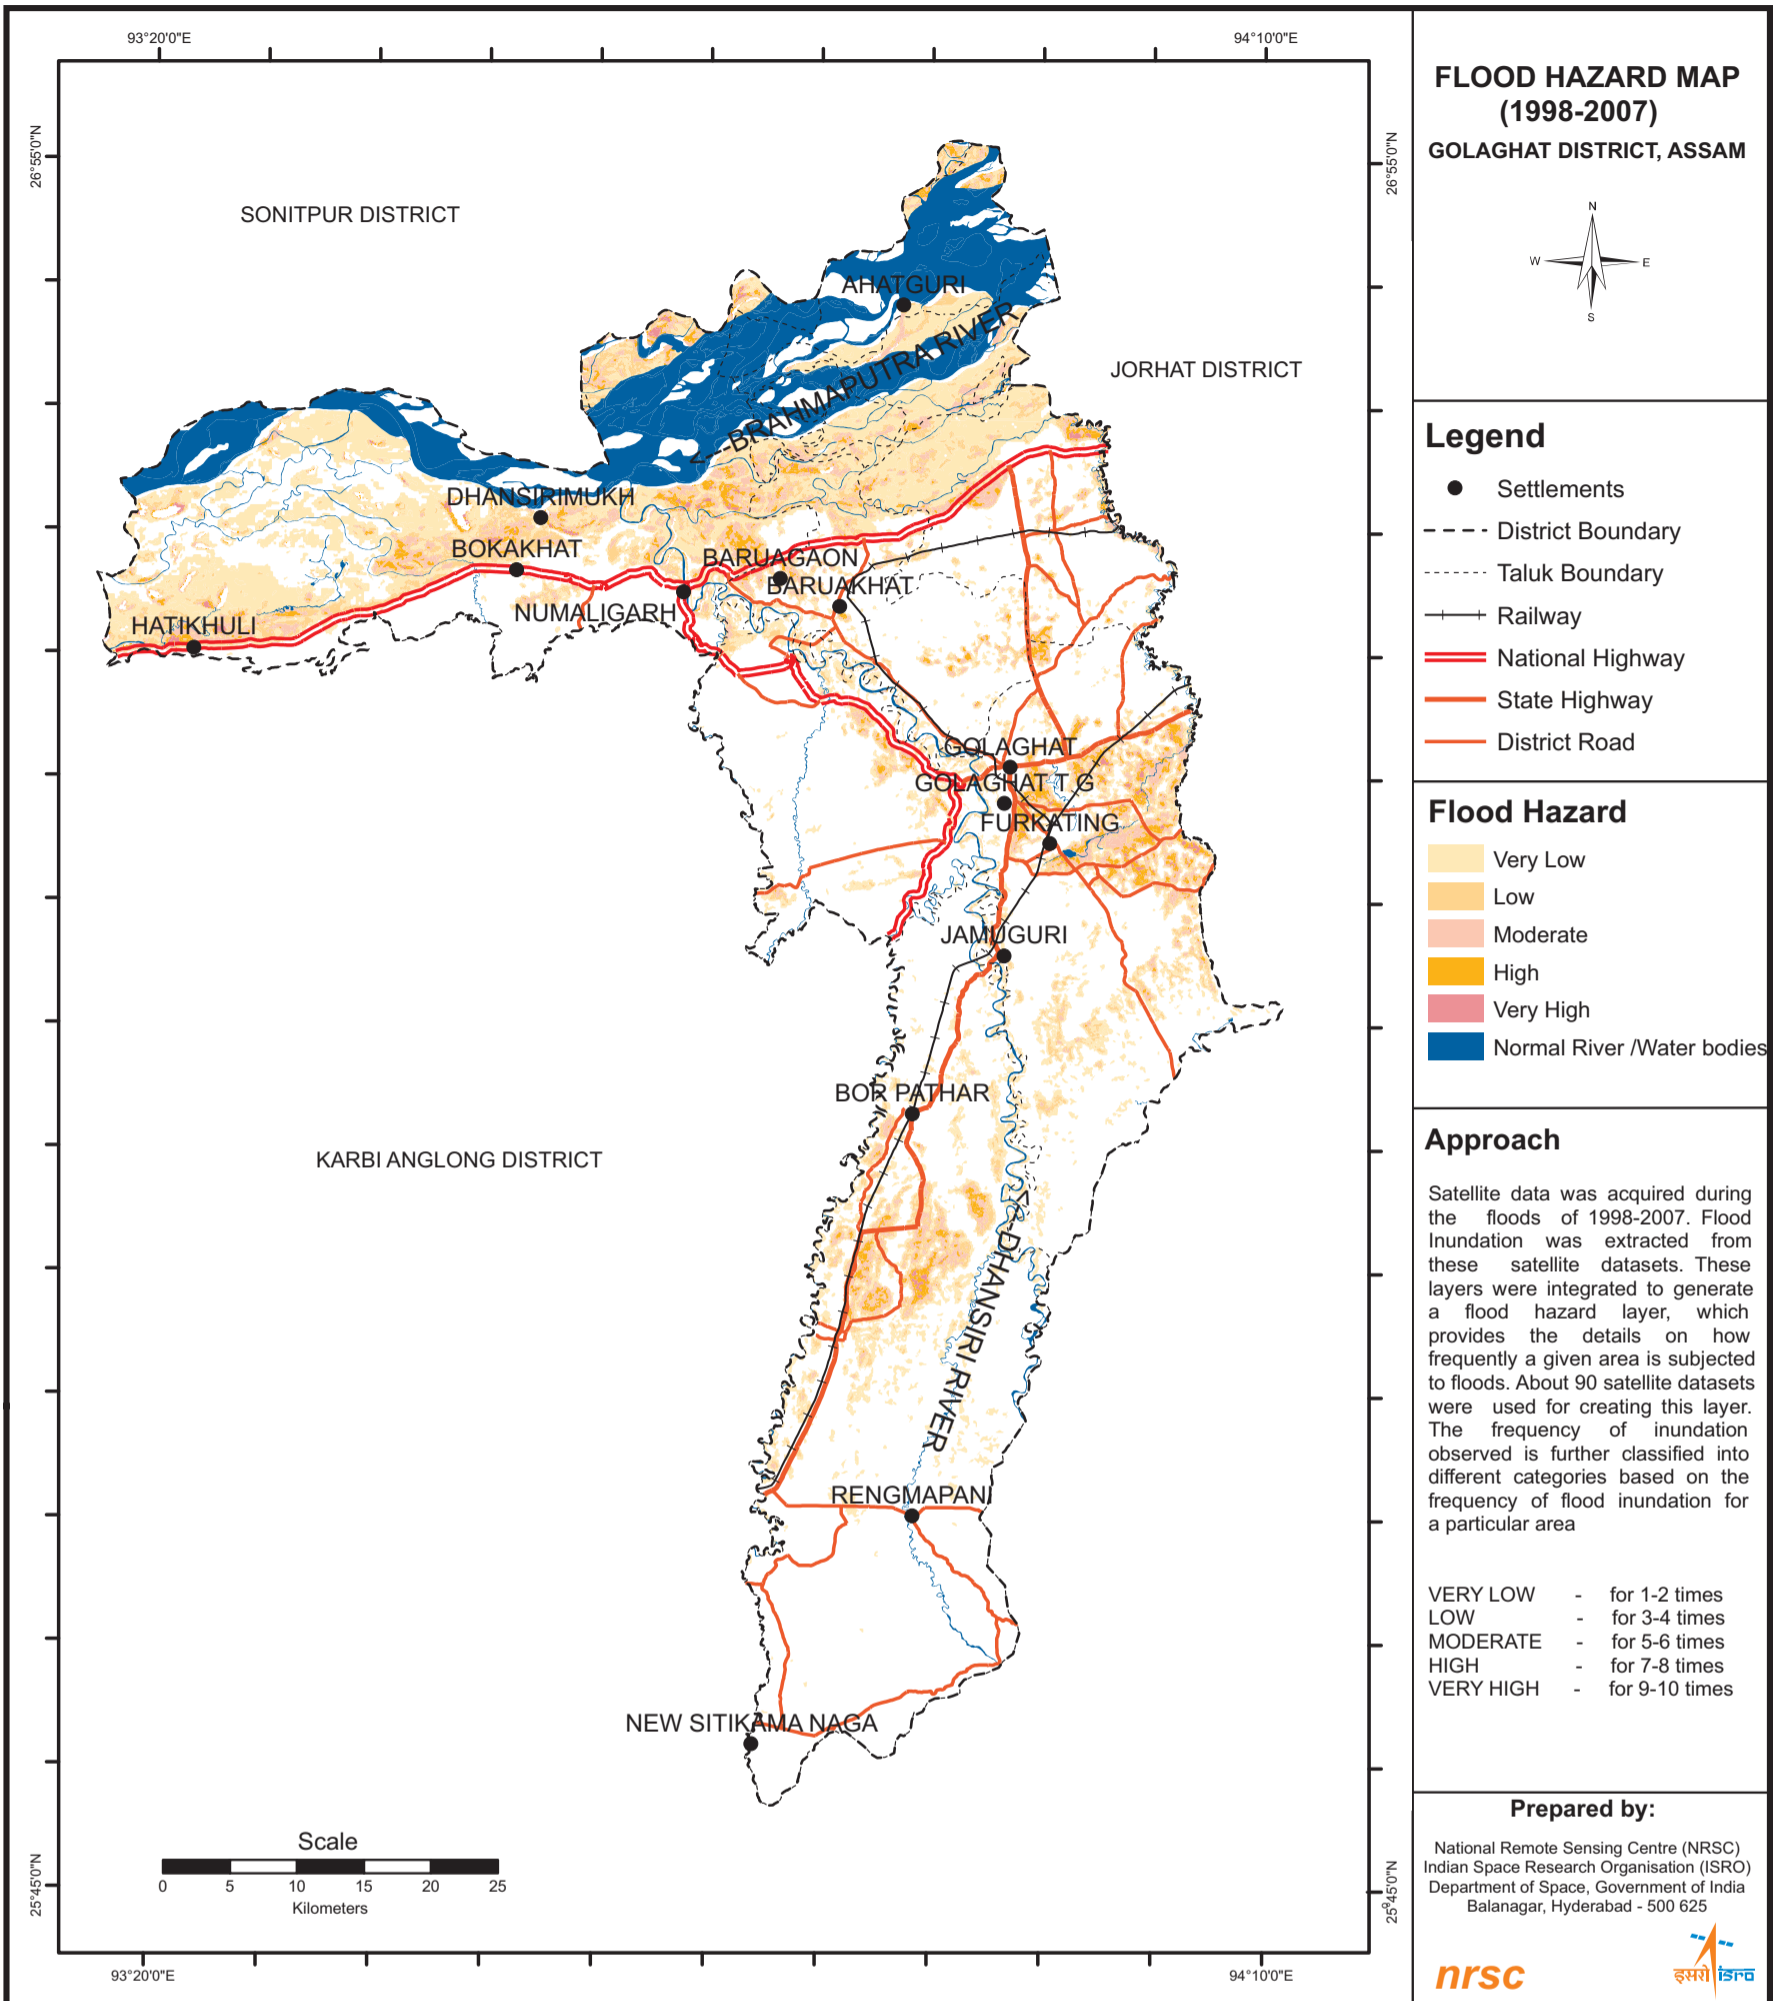 93°20'0"E
94°10'0"E
26°55'0"N
26°55'0"N
SONITPUR DISTRICT
AHATGURI
BRAHMAPUTRA RIVER
JORHAT DISTRICT
DHANSIRIMUKH
BOKAKHAT
BARUAGAON
BARUAKHAT
NUMALIGARH
HATIKHULI
GOLAGHAT
GOLAGHAT T G
FURKATING
JAMUGURI
BOR PATHAR
KARBI ANGLONG DISTRICT
DHANSIRI RIVER
RENGMAPANI
NEW SITIKAMA NAGA
Scale
0 5 10 15 20 25
Kilometers
25°45'0"N
25°45'0"N
93°20'0"E
94°10'0"E
FLOOD HAZARD MAP
(1998-2007)
GOLAGHAT DISTRICT, ASSAM
N
W E
S
Legend
Settlements
District Boundary
Taluk Boundary
Railway
National Highway
State Highway
District Road
Flood Hazard
Very Low
Low
Moderate
High
Very High
Normal River /Water bodies
Approach
Satellite data was acquired during
the floods of 1998-2007. Flood
Inundation was extracted from
these satellite datasets. These
layers were integrated to generate
a flood hazard layer, which
provides the details on how
frequently a given area is subjected
to floods. About 90 satellite datasets
were used for creating this layer.
The frequency of inundation
observed is further classified into
different categories based on the
frequency of flood inundation for
a particular area
VERY LOW - for 1-2 times
LOW - for 3-4 times
MODERATE - for 5-6 times
HIGH - for 7-8 times
VERY HIGH - for 9-10 times
Prepared by:
National Remote Sensing Centre (NRSC)
Indian Space Research Organisation (ISRO)
Department of Space, Government of India
Balanagar, Hyderabad - 500 625
nrsc
इसरो isro